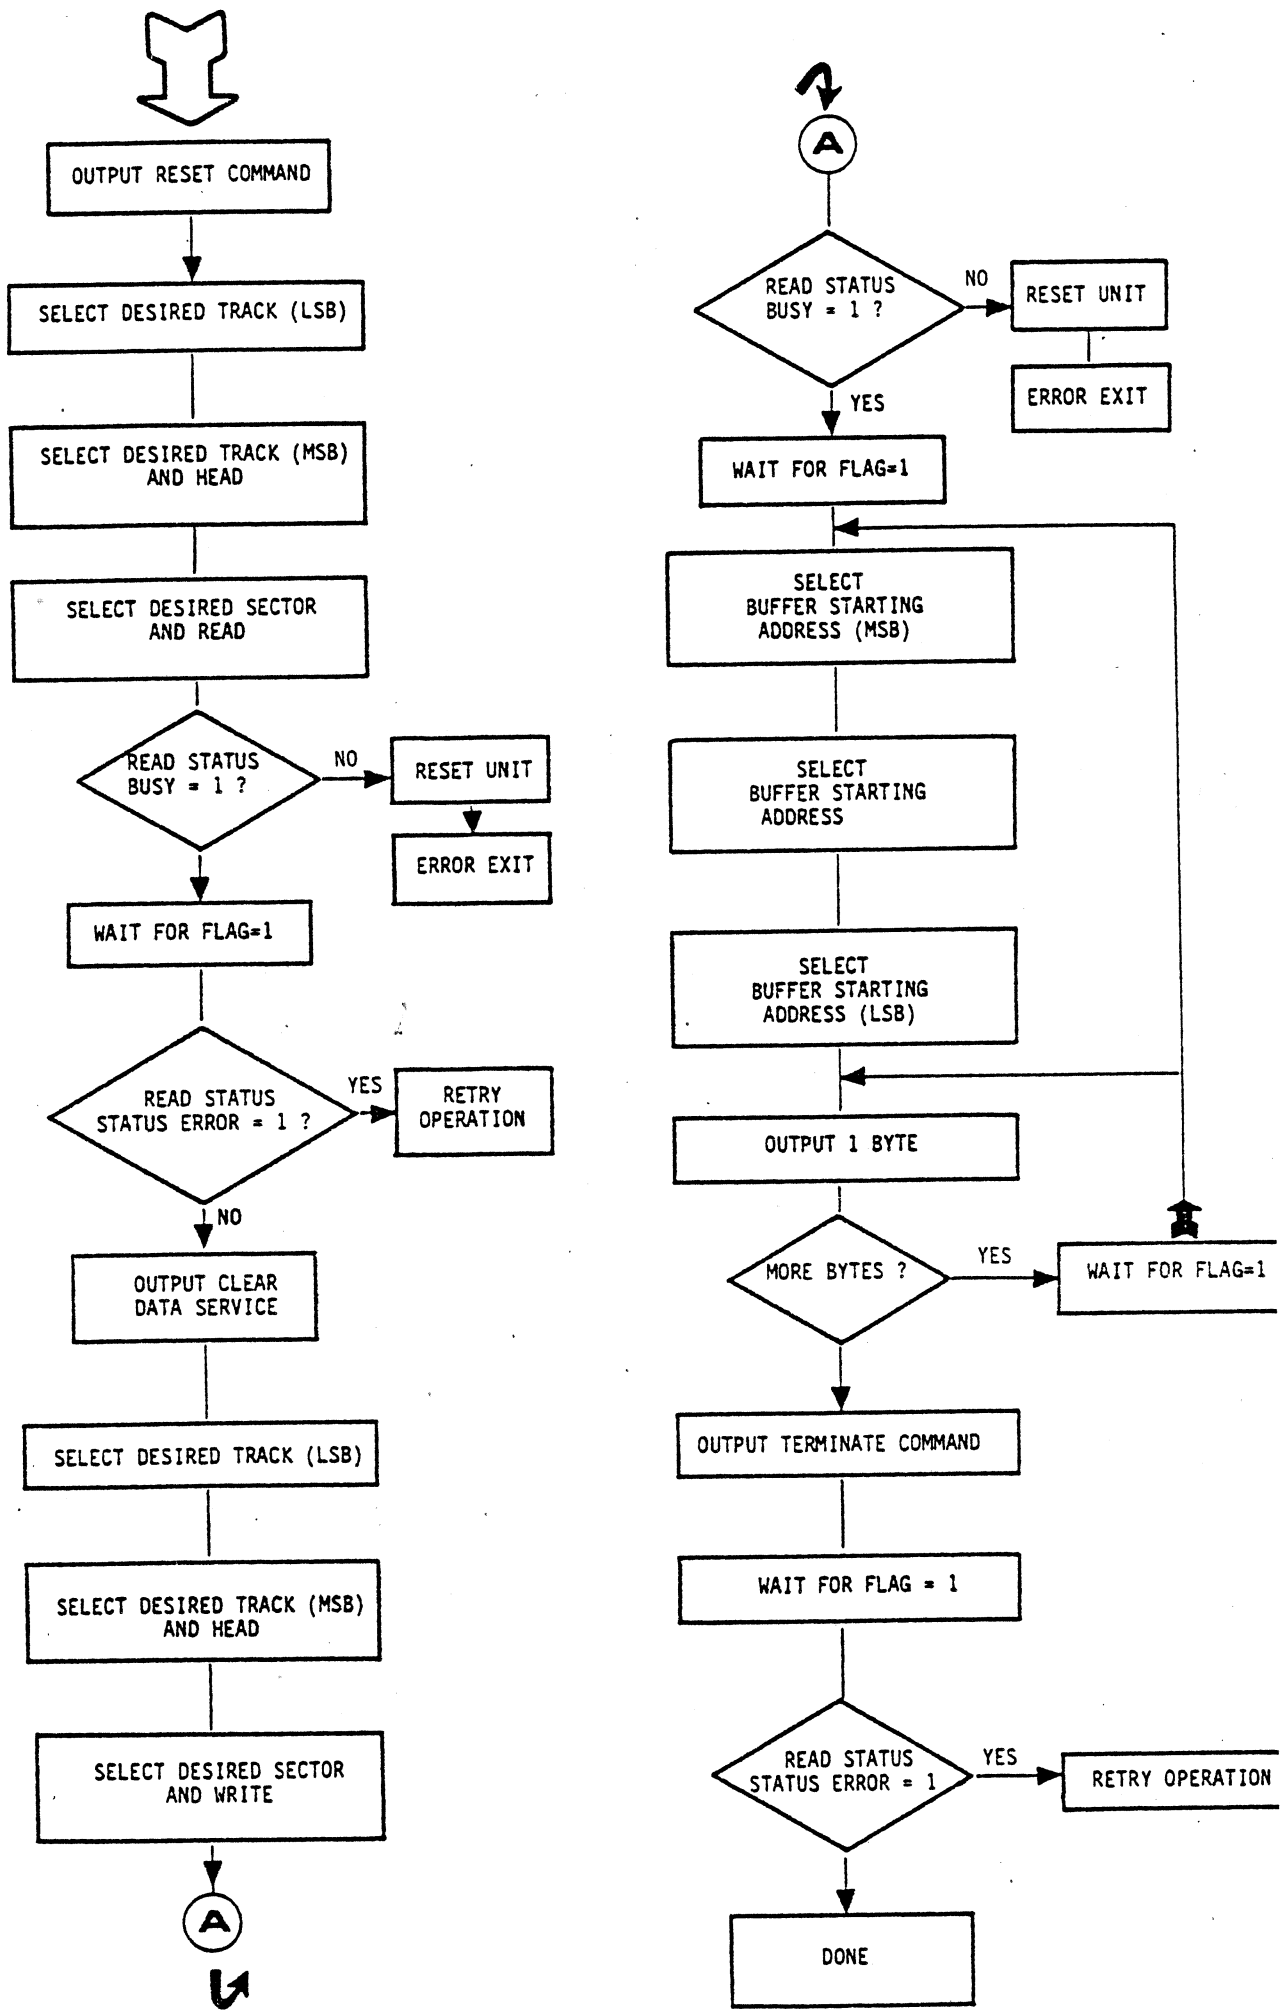 OUTPUT RESET COMMAND
SELECT DESIRED TRACK (LSB)
SELECT DESIRED TRACK (MSB)
AND HEAD
SELECT DESIRED SECTOR
AND READ
READ STATUS
BUSY = 1 ?
NO
RESET UNIT
ERROR EXIT
WAIT FOR FLAG=1
READ STATUS
STATUS ERROR = 1 ?
YES
RETRY
OPERATION
NO
OUTPUT CLEAR
DATA SERVICE
SELECT DESIRED TRACK (LSB)
SELECT DESIRED TRACK (MSB)
AND HEAD
SELECT DESIRED SECTOR
AND WRITE
A
A
READ STATUS
BUSY = 1 ?
NO
RESET UNIT
ERROR EXIT
YES
WAIT FOR FLAG=1
SELECT
BUFFER STARTING
ADDRESS (MSB)
SELECT
BUFFER STARTING
ADDRESS
SELECT
BUFFER STARTING
ADDRESS (LSB)
OUTPUT 1 BYTE
MORE BYTES ?
YES
WAIT FOR FLAG=1
OUTPUT TERMINATE COMMAND
WAIT FOR FLAG = 1
READ STATUS
STATUS ERROR = 1
YES
RETRY OPERATION
DONE